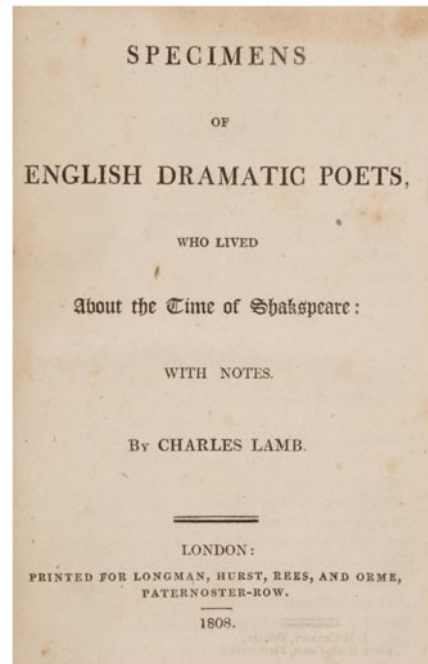 SPECIMENS
OF
ENGLISH DRAMATIC POETS,
WHO LIVED
About the Time of Shakspeare:
WITH NOTES.
By CHARLES LAMB.
LONDON:
PRINTED FOR LONGMAN, HURST, REES, AND ORME,
PATERNOSTER-ROW.
1808.